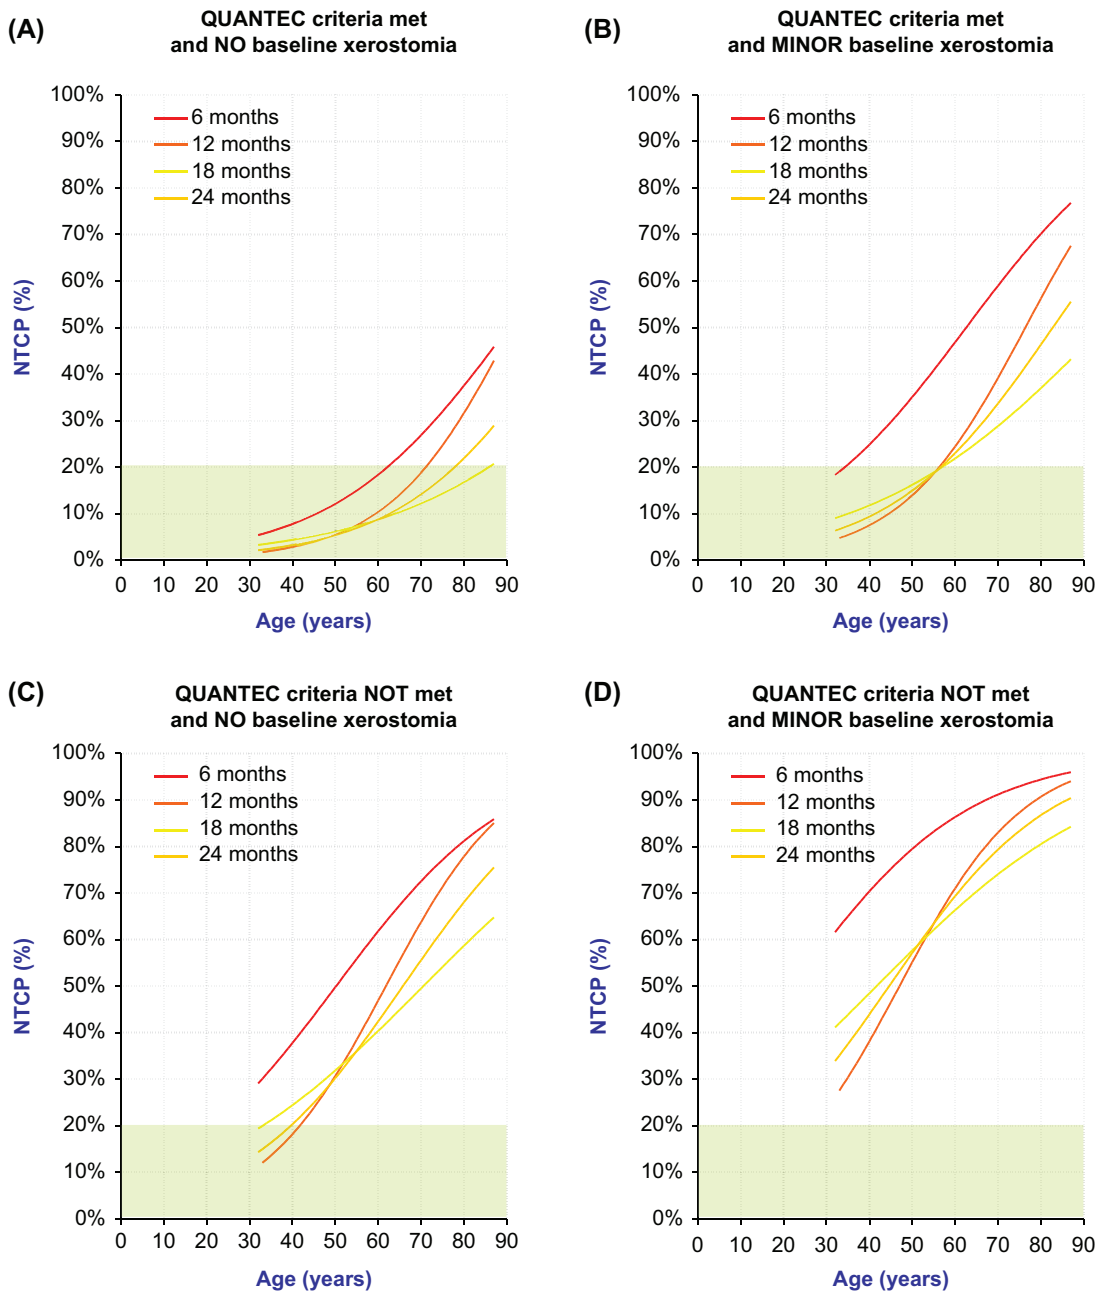 (A)
QUANTEC criteria met
and NO baseline xerostomia
100%
90%
80%
70%
60%
50%
40%
30%
20%
10%
0%
NTCP (%)
6 months
12 months
18 months
24 months
0 10 20 30 40 50 60 70 80 90
Age (years)
(B)
QUANTEC criteria met
and MINOR baseline xerostomia
100%
90%
80%
70%
60%
50%
40%
30%
20%
10%
0%
NTCP (%)
6 months
12 months
18 months
24 months
0 10 20 30 40 50 60 70 80 90
Age (years)
(C)
QUANTEC criteria NOT met
and NO baseline xerostomia
100%
90%
80%
70%
60%
50%
40%
30%
20%
10%
0%
NTCP (%)
6 months
12 months
18 months
24 months
0 10 20 30 40 50 60 70 80 90
Age (years)
(D)
QUANTEC criteria NOT met
and MINOR baseline xerostomia
100%
90%
80%
70%
60%
50%
40%
30%
20%
10%
0%
NTCP (%)
6 months
12 months
18 months
24 months
0 10 20 30 40 50 60 70 80 90
Age (years)